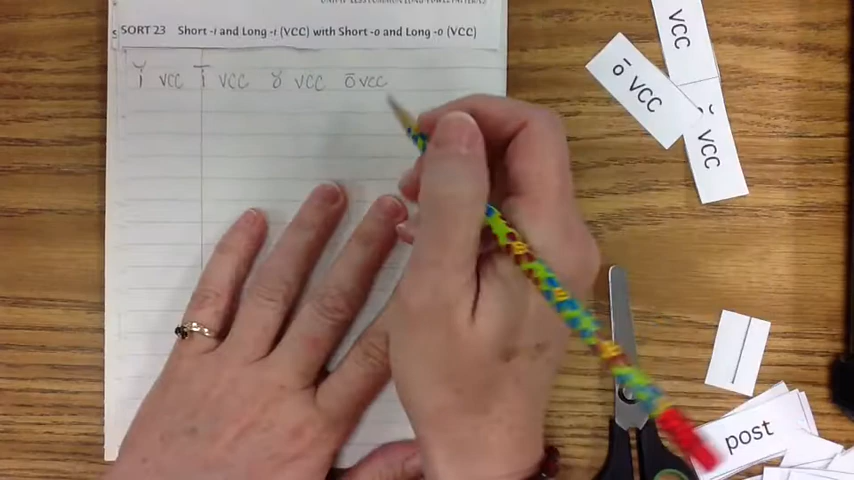 SORT 23 Short -i and Long -i (VCC) with Short -o and Long -o (VCC)
ĭ VCC ī VCC ŏ VCC ō VCC
VCC
ō VCC
VCC
post